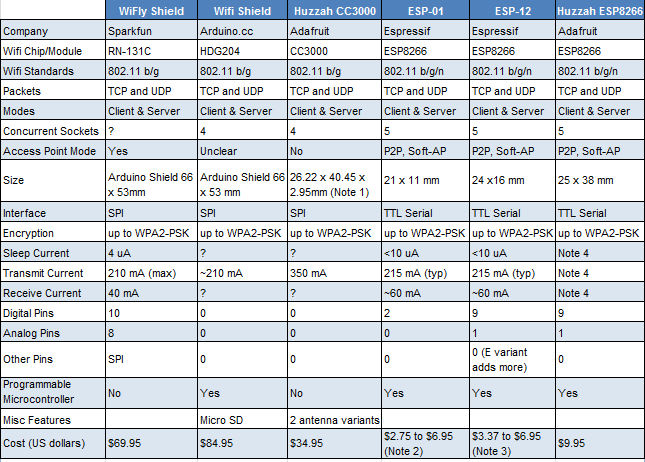 WiFly Shield Wifi Shield Huzzah CC3000 ESP-01 ESP-12 Huzzah ESP8266
Company Sparkfun Arduino.cc Adafruit Espressif Espressif Adafruit
Wifi Chip/Module RN-131C HDG204 CC3000 ESP8266 ESP8266 ESP8266
Wifi Standards 802.11 b/g 802.11 b/g 802.11 b/g 802.11 b/g/n 802.11 b/g/n 802.11 b/g/n
Packets TCP and UDP TCP and UDP TCP and UDP TCP and UDP TCP and UDP TCP and UDP
Modes Client & Server Client & Server Client & Server Client & Server Client & Server Client & Server
Concurrent Sockets ? 4 4 5 5 5
Access Point Mode Yes Unclear No P2P, Soft-AP P2P, Soft-AP P2P, Soft-AP
Size Arduino Shield 66 x 53mm Arduino Shield 66 x 53 mm 26.22 x 40.45 x 2.95mm (Note 1) 21 x 11 mm 24 x16 mm 25 x 38 mm
Interface SPI SPI SPI TTL Serial TTL Serial TTL Serial
Encryption up to WPA2-PSK up to WPA2-PSK up to WPA2-PSK up to WPA2-PSK up to WPA2-PSK up to WPA2-PSK
Sleep Current 4 uA ? ? <10 uA <10 uA Note 4
Transmit Current 210 mA (max) ~210 mA 350 mA 215 mA (typ) 215 mA (typ) Note 4
Receive Current 40 mA ? ? ~60 mA ~60 mA Note 4
Digital Pins 10 0 0 2 9 9
Analog Pins 8 0 0 0 1 1
Other Pins SPI 0 0 0 0 (E variant adds more) 0
Programmable Microcontroller No Yes No Yes Yes Yes
Misc Features Micro SD 2 antenna variants
Cost (US dollars) $69.95 $84.95 $34.95 $2.75 to $6.95 (Note 2) $3.37 to $6.95 (Note 3) $9.95